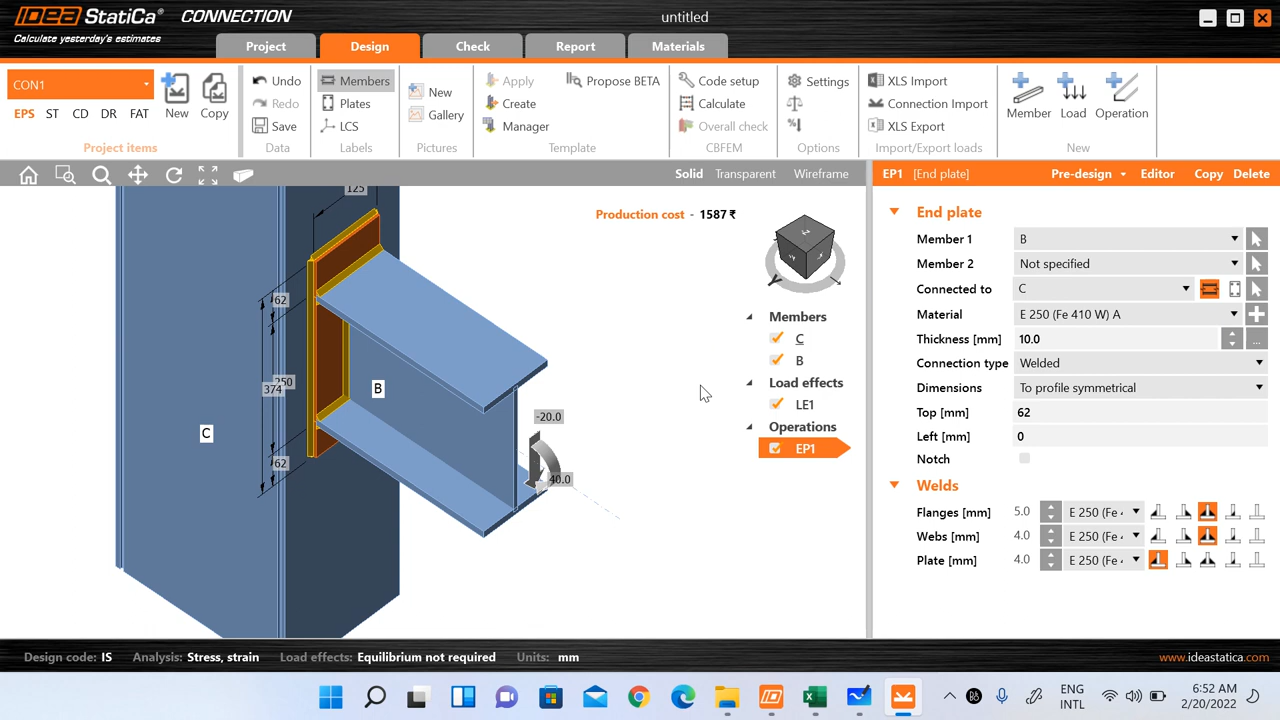 IDEA StatiCa® CONNECTION
Calculate yesterday's estimates
untitled
Project
Design
Check
Report
Materials
CON1
EPS ST CD DR FAT
New
Copy
Project items
Undo
Redo
Save
Data
Members
Plates
LCS
Labels
New
Gallery
Pictures
Apply
Create
Manager
Propose BETA
Template
Code setup
Calculate
Overall check
CBFEM
Settings
Options
XLS Import
Connection Import
XLS Export
Import/Export loads
Member
Load
Operation
New
Solid
Transparent
Wireframe
EP1 [End plate]
Pre-design
Editor
Copy
Delete
Production cost - 1587 ₹
125
62
250
374
62
B
C
-20.0
40.0
Members
C
B
Load effects
LE1
Operations
EP1
End plate
Member 1 B
Member 2 Not specified
Connected to C
Material E 250 (Fe 410 W) A
Thickness [mm] 10.0 ...
Connection type Welded
Dimensions To profile symmetrical
Top [mm] 62
Left [mm] 0
Notch
Welds
Flanges [mm] 5.0 E 250 (Fe
Webs [mm] 4.0 E 250 (Fe
Plate [mm] 4.0 E 250 (Fe
Design code: IS Analysis: Stress, strain Load effects: Equilibrium not required Units: mm
www.ideastatica.com
ENG
INTL
6:52 AM
2/20/2022